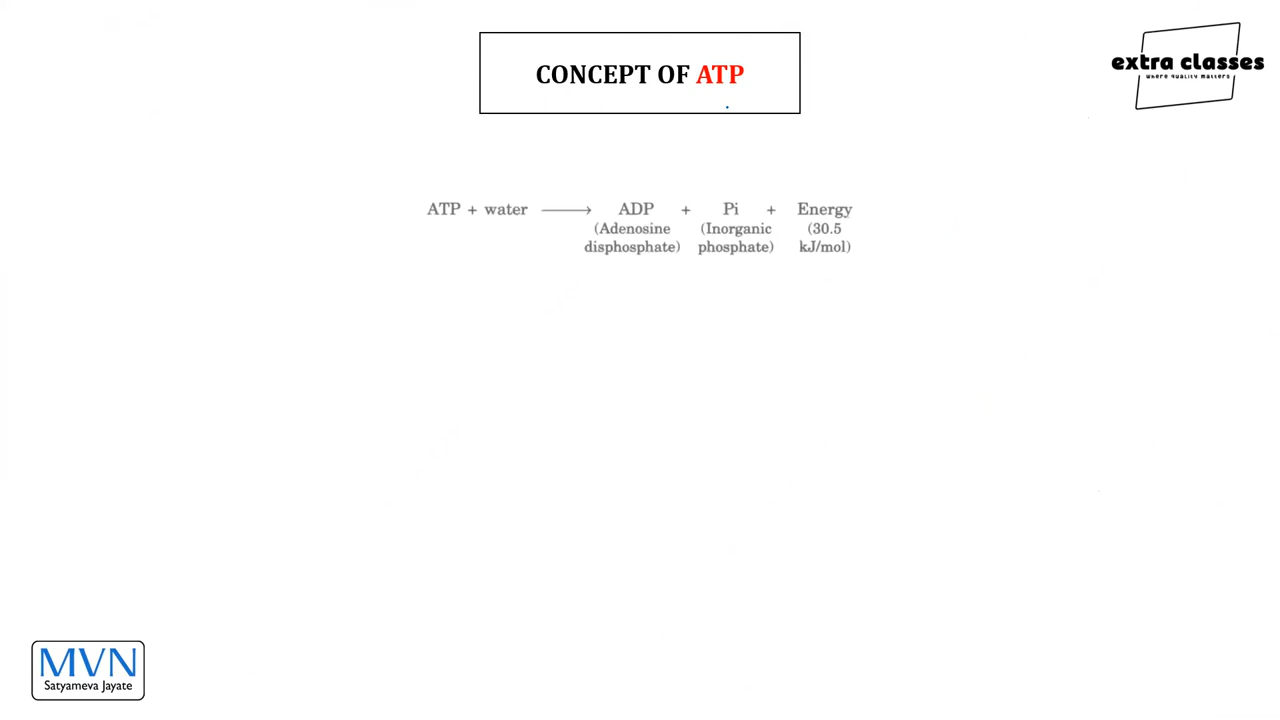 CONCEPT OF ATP
extra classes
where quality matters
ATP + water ⟶ ADP + Pi + Energy
(Adenosine (Inorganic (30.5
disphosphate) phosphate) kJ/mol)
MVN
Satyameva Jayate